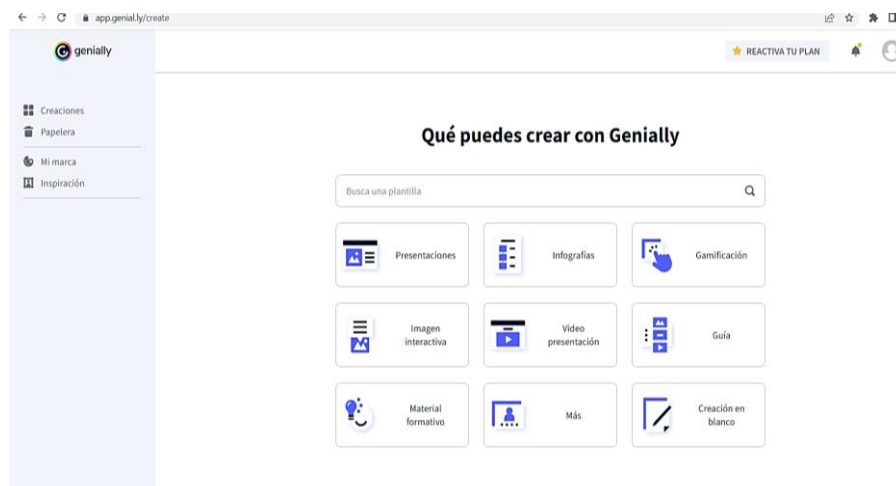 app.genial.ly/create
genially
REACTIVA TU PLAN
Creaciones
Papelera
Mi marca
Inspiración
Qué puedes crear con Genially
Busca una plantilla
Presentaciones
Infografías
Gamificación
Imagen
interactiva
Video
presentación
Guía
Material
formativo
Más
Creación en
blanco